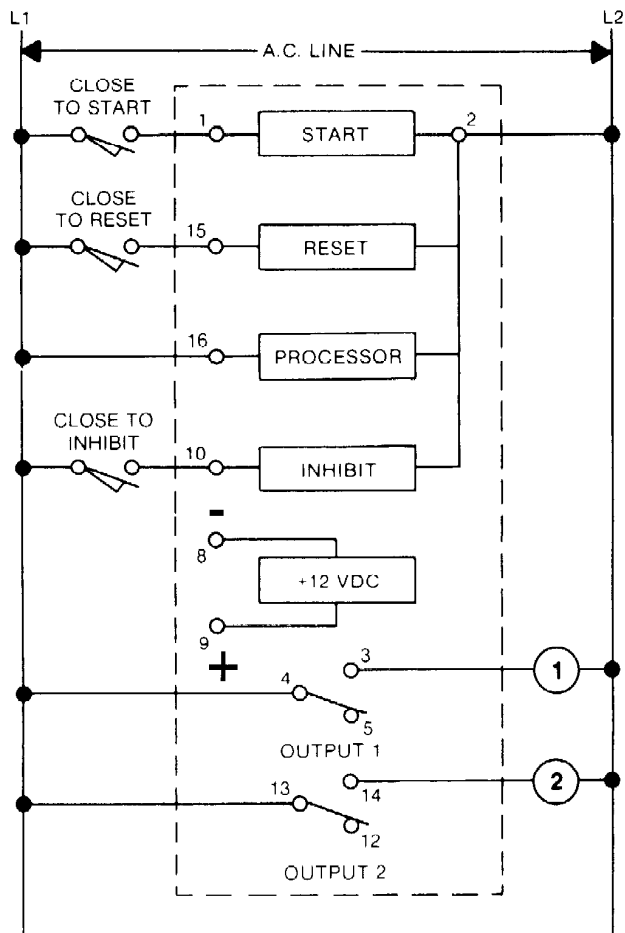 L1
L2
A.C. LINE
CLOSE
TO START
1
START
2
CLOSE
TO RESET
15
RESET
16
PROCESSOR
CLOSE TO
INHIBIT
10
INHIBIT
-
8
+12 VDC
9
+
3
1
4
5
OUTPUT 1
13
14
2
12
OUTPUT 2